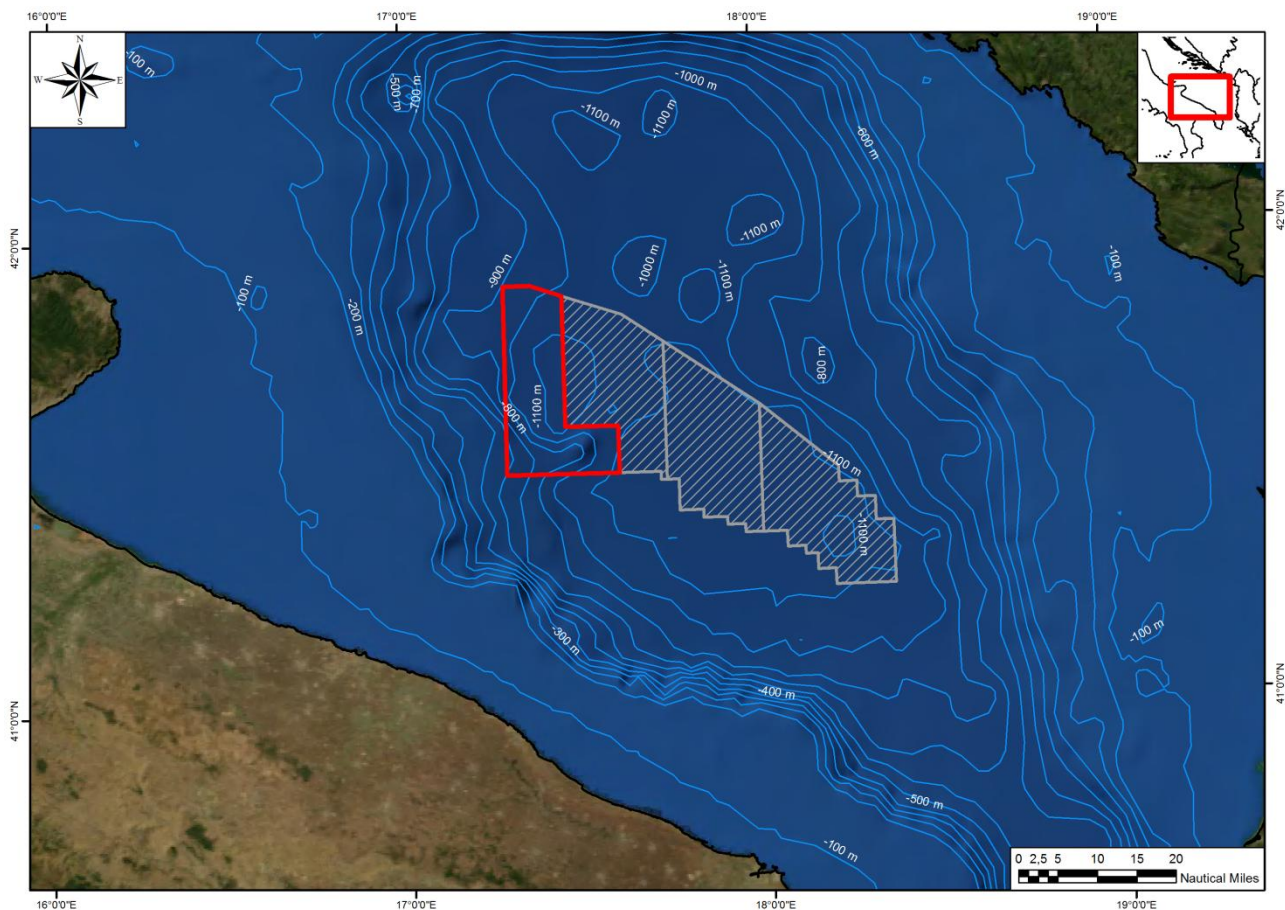 16°0'0"E
17°0'0"E
18°0'0"E
19°0'0"E
N
W
E
S
-100 m
-500 m
-700 m
-1000 m
-1100 m
-1100 m
-600 m
42°0'0"N
42°0'0"N
-1100 m
-100 m
-900 m
-1000 m
-1100 m
-100 m
-200 m
-800 m
-800 m
-1100 m
-1100 m
-1100 m
-300 m
-100 m
-400 m
41°0'0"N
41°0'0"N
-500 m
-100 m
0 2,5 5 10 15 20
Nautical Miles
16°0'0"E
17°0'0"E
18°0'0"E
19°0'0"E